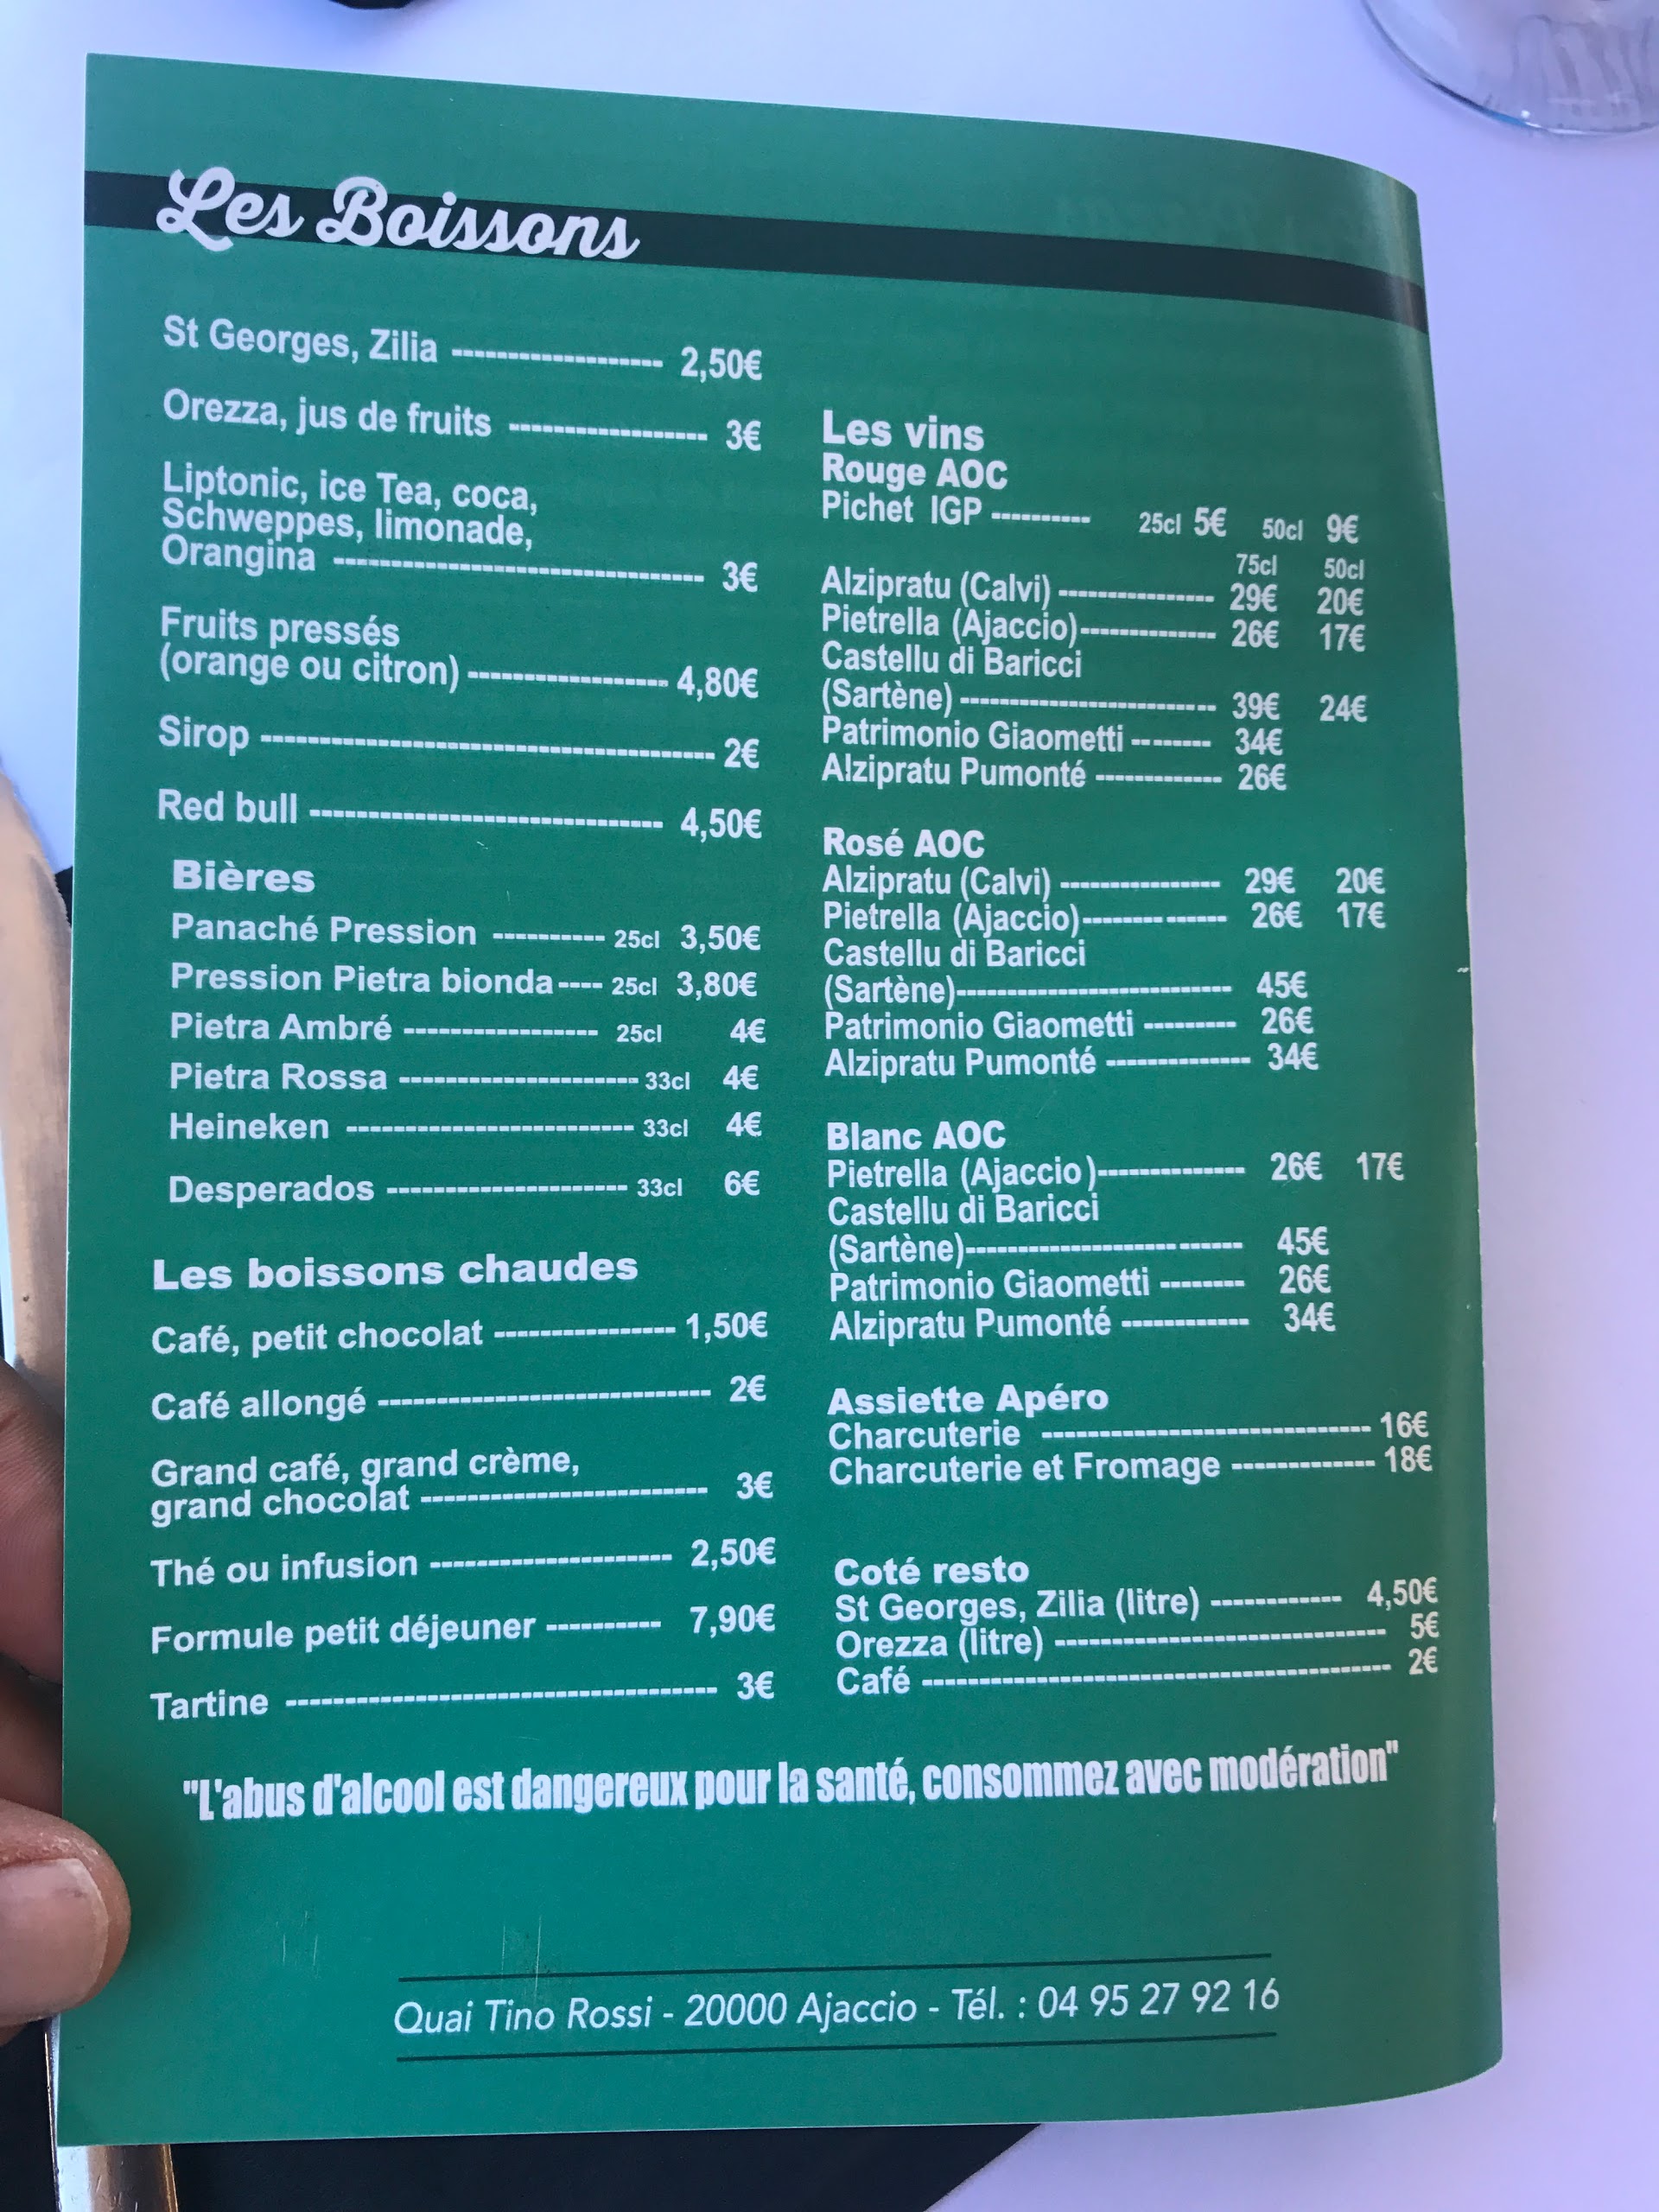 Les Boissons
St Georges, Zilia ------------------- 2,50€
Orezza, jus de fruits ------------------ 3€
Liptonic, ice Tea, coca,
Schweppes, limonade,
Orangina -------------------------------- 3€
Fruits pressés
(orange ou citron) ----------------- 4,80€
Sirop --------------------------------------- 2€
Red bull ------------------------------ 4,50€
Bières
Panaché Pression ---------- 25cl 3,50€
Pression Pietra bionda---- 25cl 3,80€
Pietra Ambré ----------------- 25cl 4€
Pietra Rossa --------------------- 33cl 4€
Heineken ------------------------- 33cl 4€
Desperados --------------------- 33cl 6€
Les boissons chaudes
Café, petit chocolat ---------------- 1,50€
Café allongé ----------------------------- 2€
Grand café, grand crème,
grand chocolat ------------------------- 3€
Thé ou infusion --------------------- 2,50€
Formule petit déjeuner ---------- 7,90€
Tartine ------------------------------------- 3€
Les vins
Rouge AOC
Pichet IGP ---------- 25cl 5€ 50cl 9€
75cl 50cl
Alzipratu (Calvi) ---------------- 29€ 20€
Pietrella (Ajaccio)-------------- 26€ 17€
Castellu di Baricci
(Sartène) -------------------------- 39€ 24€
Patrimonio Giaometti -------- 34€
Alzipratu Pumonté ------------- 26€
Rosé AOC
Alzipratu (Calvi) ---------------- 29€ 20€
Pietrella (Ajaccio)-------------- 26€ 17€
Castellu di Baricci
(Sartène)---------------------------- 45€
Patrimonio Giaometti --------- 26€
Alzipratu Pumonté -------------- 34€
Blanc AOC
Pietrella (Ajaccio)-------------- 26€ 17€
Castellu di Baricci
(Sartène)---------------------------- 45€
Patrimonio Giaometti -------- 26€
Alzipratu Pumonté ------------ 34€
Assiette Apéro
Charcuterie ------------------------------- 16€
Charcuterie et Fromage ------------- 18€
Coté resto
St Georges, Zilia (litre) ------------ 4,50€
Orezza (litre) ------------------------------- 5€
Café ------------------------------------------- 2€
"L'abus d'alcool est dangereux pour la santé, consommez avec modération"
Quai Tino Rossi - 20000 Ajaccio - Tél. : 04 95 27 92 16